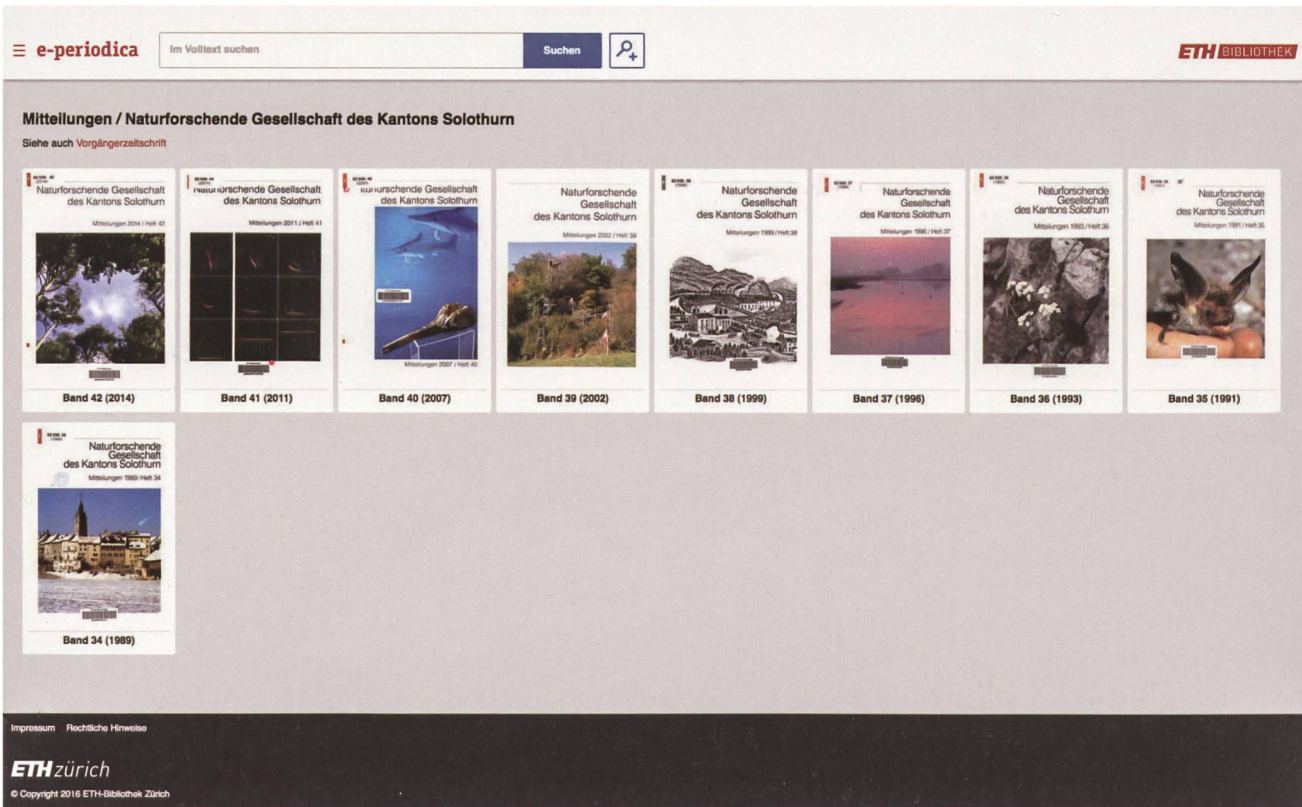 ☰ e-periodica
Im Volltext suchen
Suchen
ETH BIBLIOTHEK
Mitteilungen / Naturforschende Gesellschaft des Kantons Solothurn
Siehe auch Vorgängerzeitschrift
Naturforschende Gesellschaft
des Kantons Solothurn
Mitteilungen 2014 / Heft 42
Band 42 (2014)
Naturforschende Gesellschaft
des Kantons Solothurn
Mitteilungen 2011 / Heft 41
Band 41 (2011)
Naturforschende Gesellschaft
des Kantons Solothurn
Mitteilungen 2007 / Heft 40
Band 40 (2007)
Naturforschende
Gesellschaft
des Kantons Solothurn
Mitteilungen 2002 / Heft 39
Band 39 (2002)
Naturforschende
Gesellschaft
des Kantons Solothurn
Mitteilungen 1999 / Heft 38
Band 38 (1999)
Naturforschende
Gesellschaft
des Kantons Solothurn
Mitteilungen 1996 / Heft 37
Band 37 (1996)
Naturforschende
Gesellschaft
des Kantons Solothurn
Mitteilungen 1993 / Heft 36
Band 36 (1993)
Naturforschende
Gesellschaft
des Kantons Solothurn
Mitteilungen 1991 / Heft 35
Band 35 (1991)
Naturforschende
Gesellschaft
des Kantons Solothurn
Mitteilungen 1989 / Heft 34
Band 34 (1989)
Impressum Rechtliche Hinweise
ETH zürich
© Copyright 2016 ETH-Bibliothek Zürich